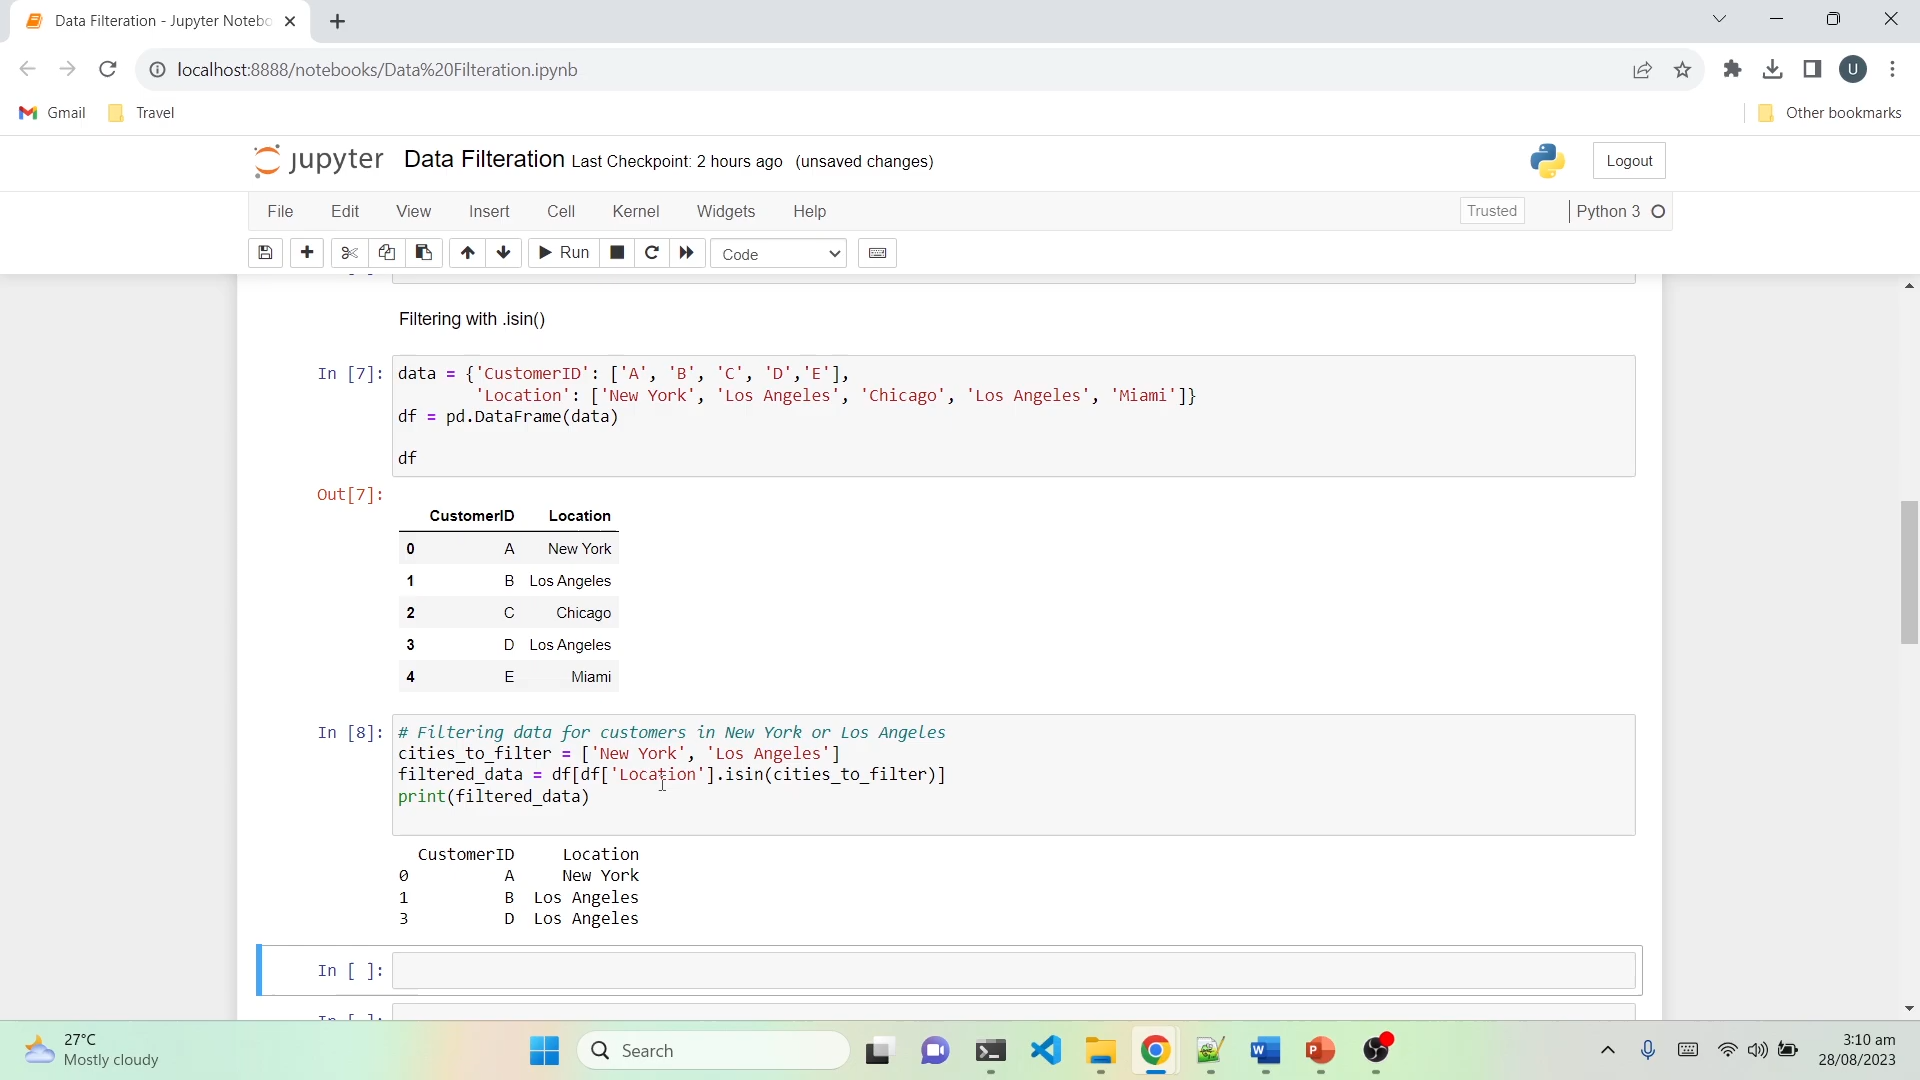 Data Filteration - Jupyter Notebo
localhost:8888/notebooks/Data%20Filteration.ipynb
U
Gmail
Travel
Other bookmarks
jupyter Data Filteration Last Checkpoint: 2 hours ago (unsaved changes)
Logout
File Edit View Insert Cell Kernel Widgets Help
Trusted
Python 3
Run
Code
Filtering with .isin()
In [7]: data = {'CustomerID': ['A', 'B', 'C', 'D','E'],
'Location': ['New York', 'Los Angeles', 'Chicago', 'Los Angeles', 'Miami']}
df = pd.DataFrame(data)
df
Out[7]:
CustomerID Location
0 A New York
1 B Los Angeles
2 C Chicago
3 D Los Angeles
4 E Miami
In [8]: # Filtering data for customers in New York or Los Angeles
cities_to_filter = ['New York', 'Los Angeles']
filtered_data = df[df['Location'].isin(cities_to_filter)]
print(filtered_data)
CustomerID Location
0 A New York
1 B Los Angeles
3 D Los Angeles
In [ ]:
27°C
Mostly cloudy
Search
3:10 am
28/08/2023